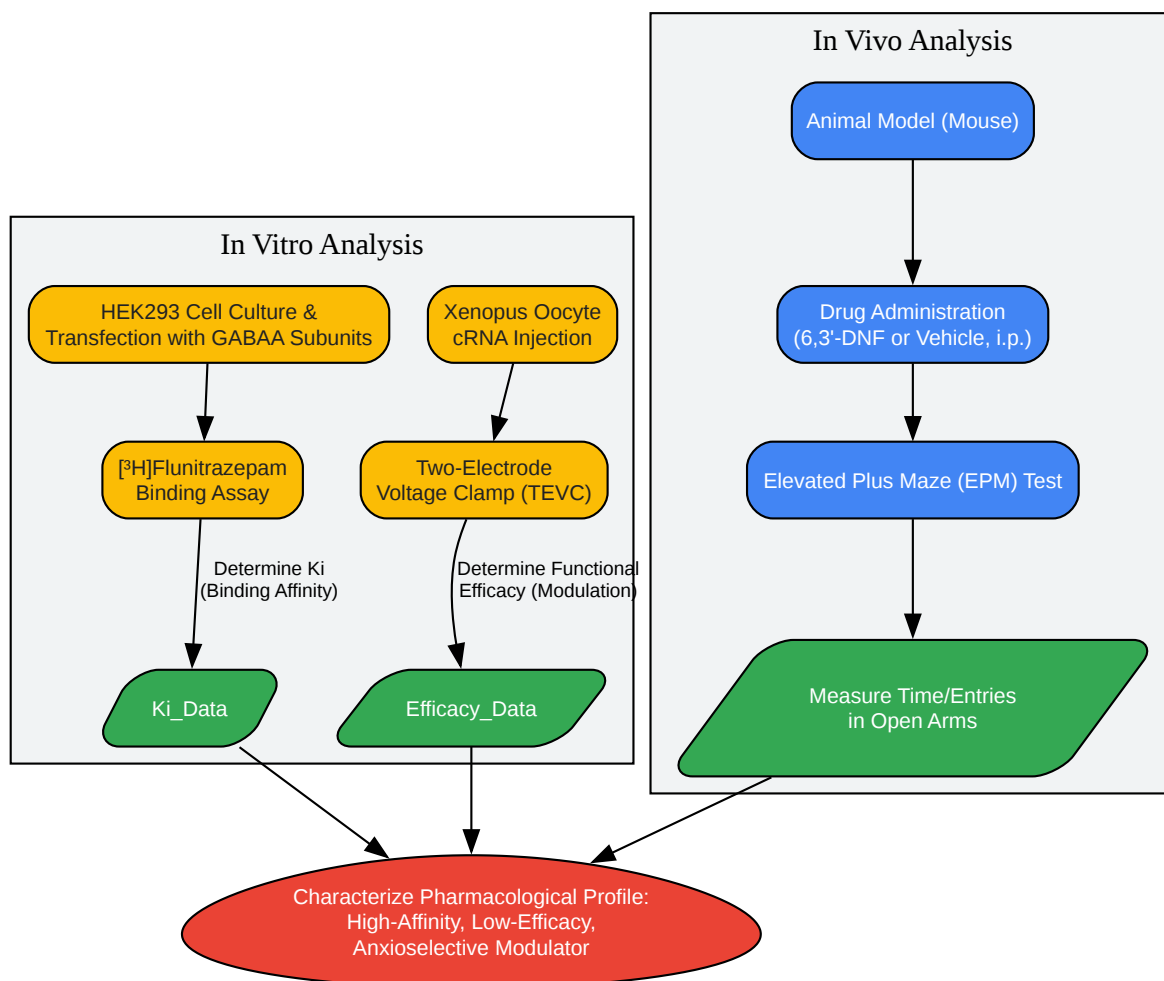 In Vitro Analysis
HEK293 Cell Culture &
Transfection with GABAA Subunits
Xenopus Oocyte
cRNA Injection
[³H]Flunitrazepam
Binding Assay
Two-Electrode
Voltage Clamp (TEVC)
Determine Ki
(Binding Affinity)
Determine Functional
Efficacy (Modulation)
Ki_Data
Efficacy_Data
In Vivo Analysis
Animal Model (Mouse)
Drug Administration
(6,3'-DNF or Vehicle, i.p.)
Elevated Plus Maze (EPM) Test
Measure Time/Entries
in Open Arms
Characterize Pharmacological Profile:
High-Affinity, Low-Efficacy,
Anxioselective Modulator